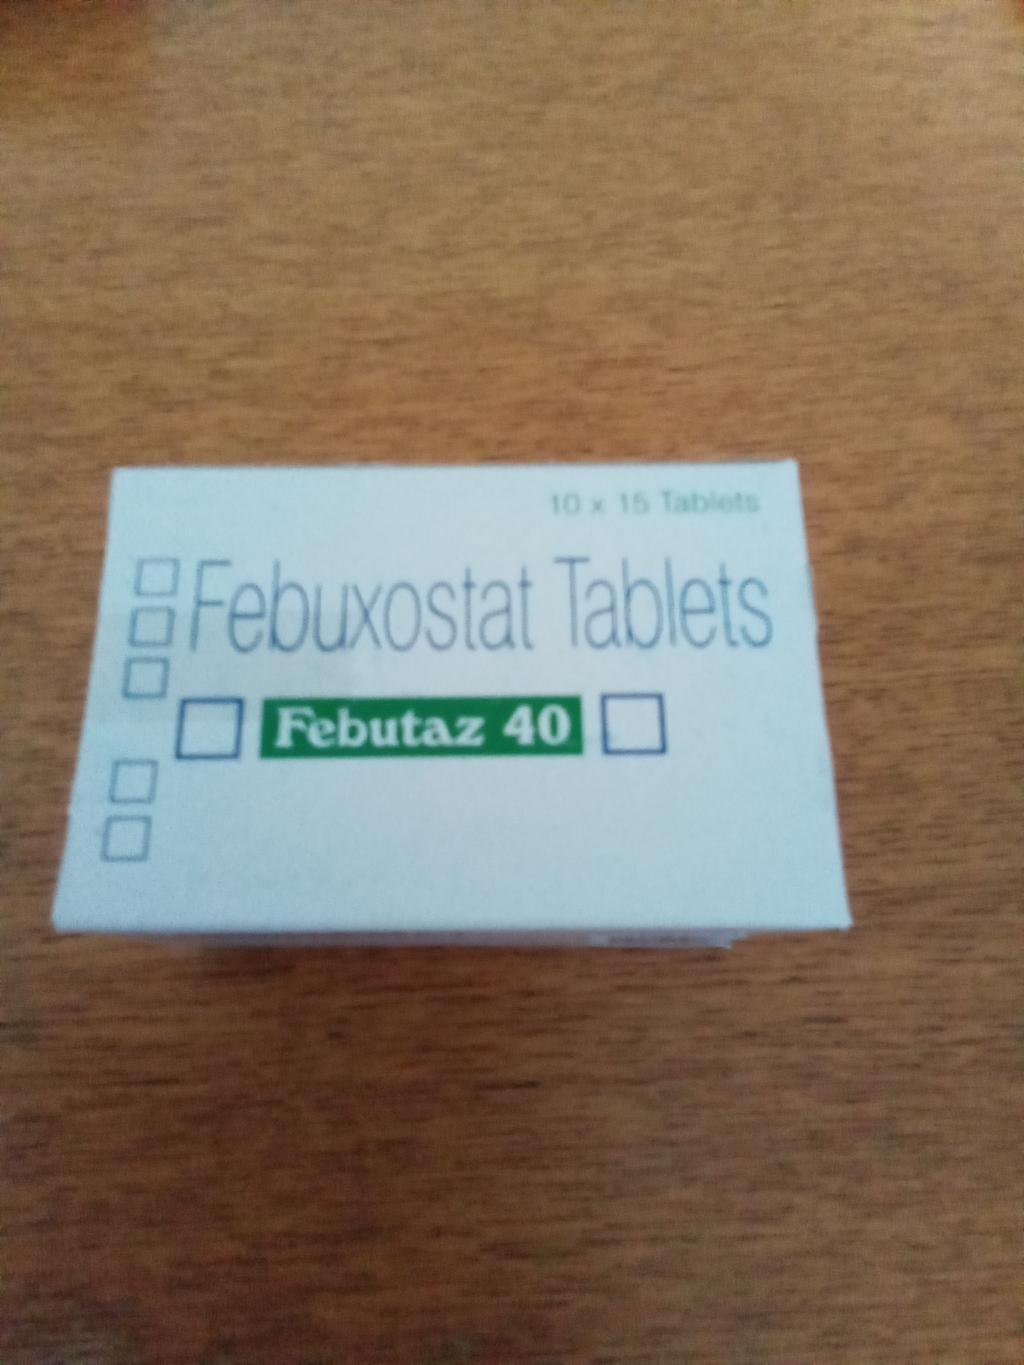 10 x 15 Tablets
Febuxostat Tablets
Febutaz 40